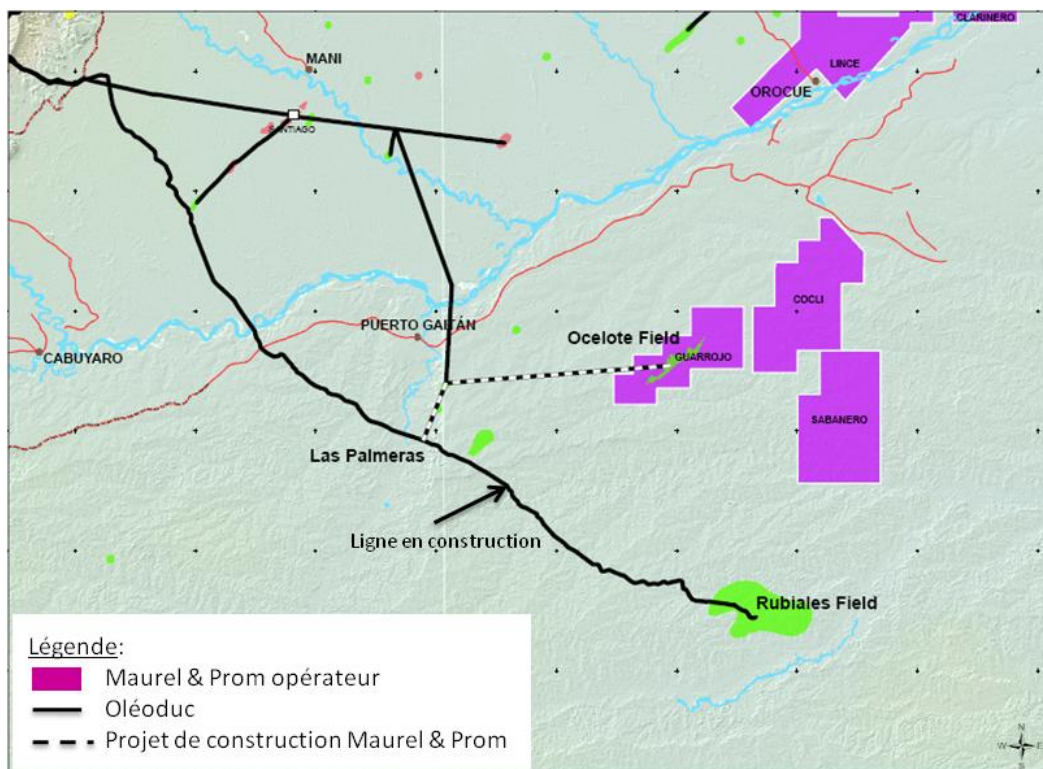 CLARINERO
MANI
LINCE
OROCUE
SANTIAGO
COCLI
PUERTO GAITÁN
Ocelote Field
CABUYARO
GUARROJO
SABANERO
Las Palmeras
Ligne en construction
Rubiales Field
Légende:
Maurel & Prom opérateur
Oléoduc
Projet de construction Maurel & Prom
N
W E
S